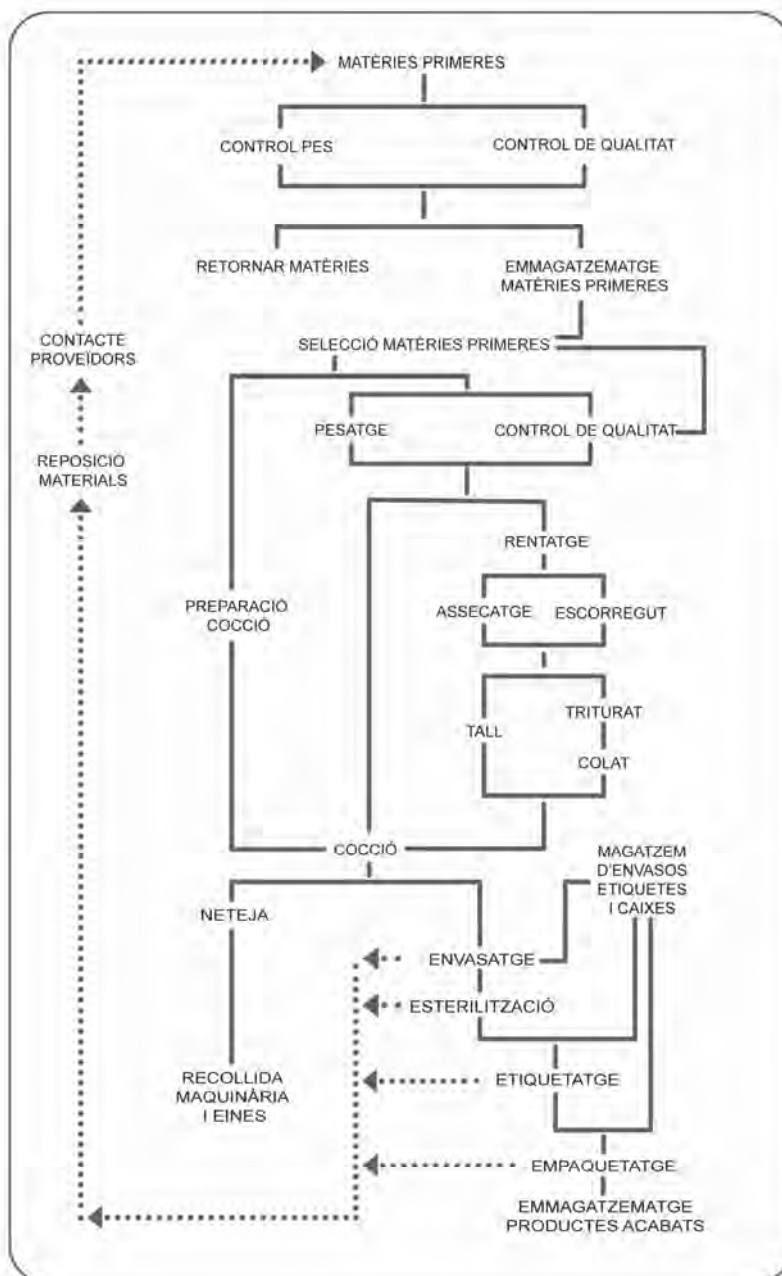 MATÈRIES PRIMERES
CONTROL PES
CONTROL DE QUALITAT
RETORNAR MATÈRIES
EMMAGATZEMATGE
MATÈRIES PRIMERES
CONTACTE
PROVEÏDORS
SELECCIÓ MATÈRIES PRIMERES
PESATGE
CONTROL DE QUALITAT
REPOSICIÓ
MATERIALS
RENTATGE
PREPARACIÓ
COCCIÓ
ASSECATGE
ESCORREGUT
TALL
TRITURAT
COLAT
COCCIÓ
MAGATZEM
D'ENVASOS
ETIQUETES
I CAIXES
NETEJA
ENVASATGE
ESTERILITZACIÓ
RECOLLIDA
MAQUINÀRIA
I EINES
ETIQUETATGE
EMPAQUETATGE
EMMAGATZEMATGE
PRODUCTES ACABATS